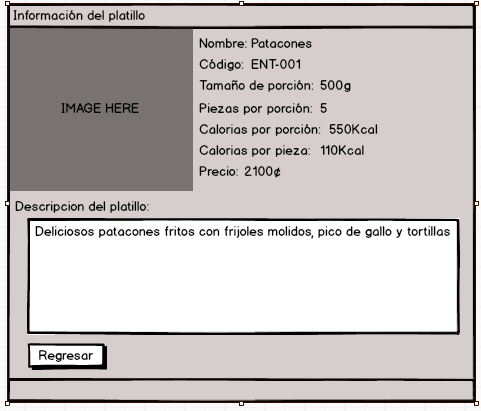 Información del platillo
IMAGE HERE
Nombre: Patacones
Código: ENT-001
Tamaño de porción: 500g
Piezas por porción: 5
Calorias por porción: 550Kcal
Calorias por pieza: 110Kcal
Precio: 2100¢
Descripcion del platillo:
Deliciosos patacones fritos con frijoles molidos, pico de gallo y tortillas
Regresar